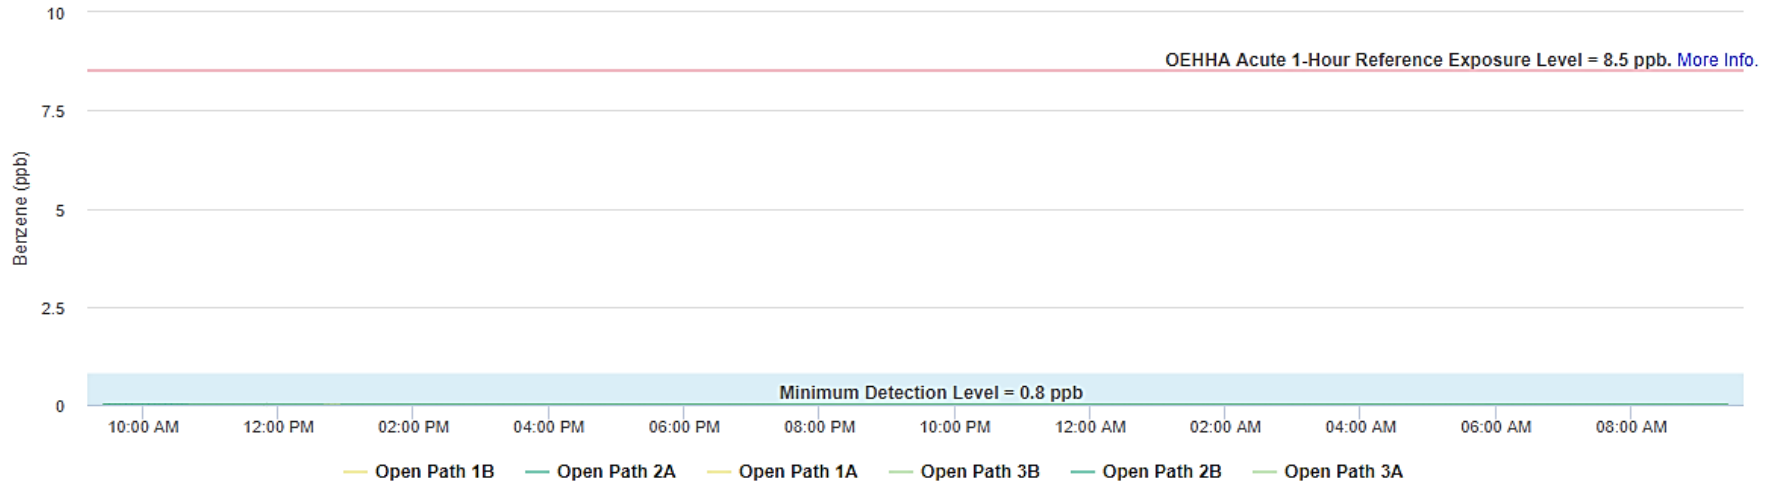 10
OEHHA Acute 1-Hour Reference Exposure Level = 8.5 ppb. More Info.
7.5
Benzene (ppb)
5
2.5
Minimum Detection Level = 0.8 ppb
0
10:00 AM 12:00 PM 02:00 PM 04:00 PM 06:00 PM 08:00 PM 10:00 PM 12:00 AM 02:00 AM 04:00 AM 06:00 AM 08:00 AM
Open Path 1B Open Path 2A Open Path 1A Open Path 3B Open Path 2B Open Path 3A